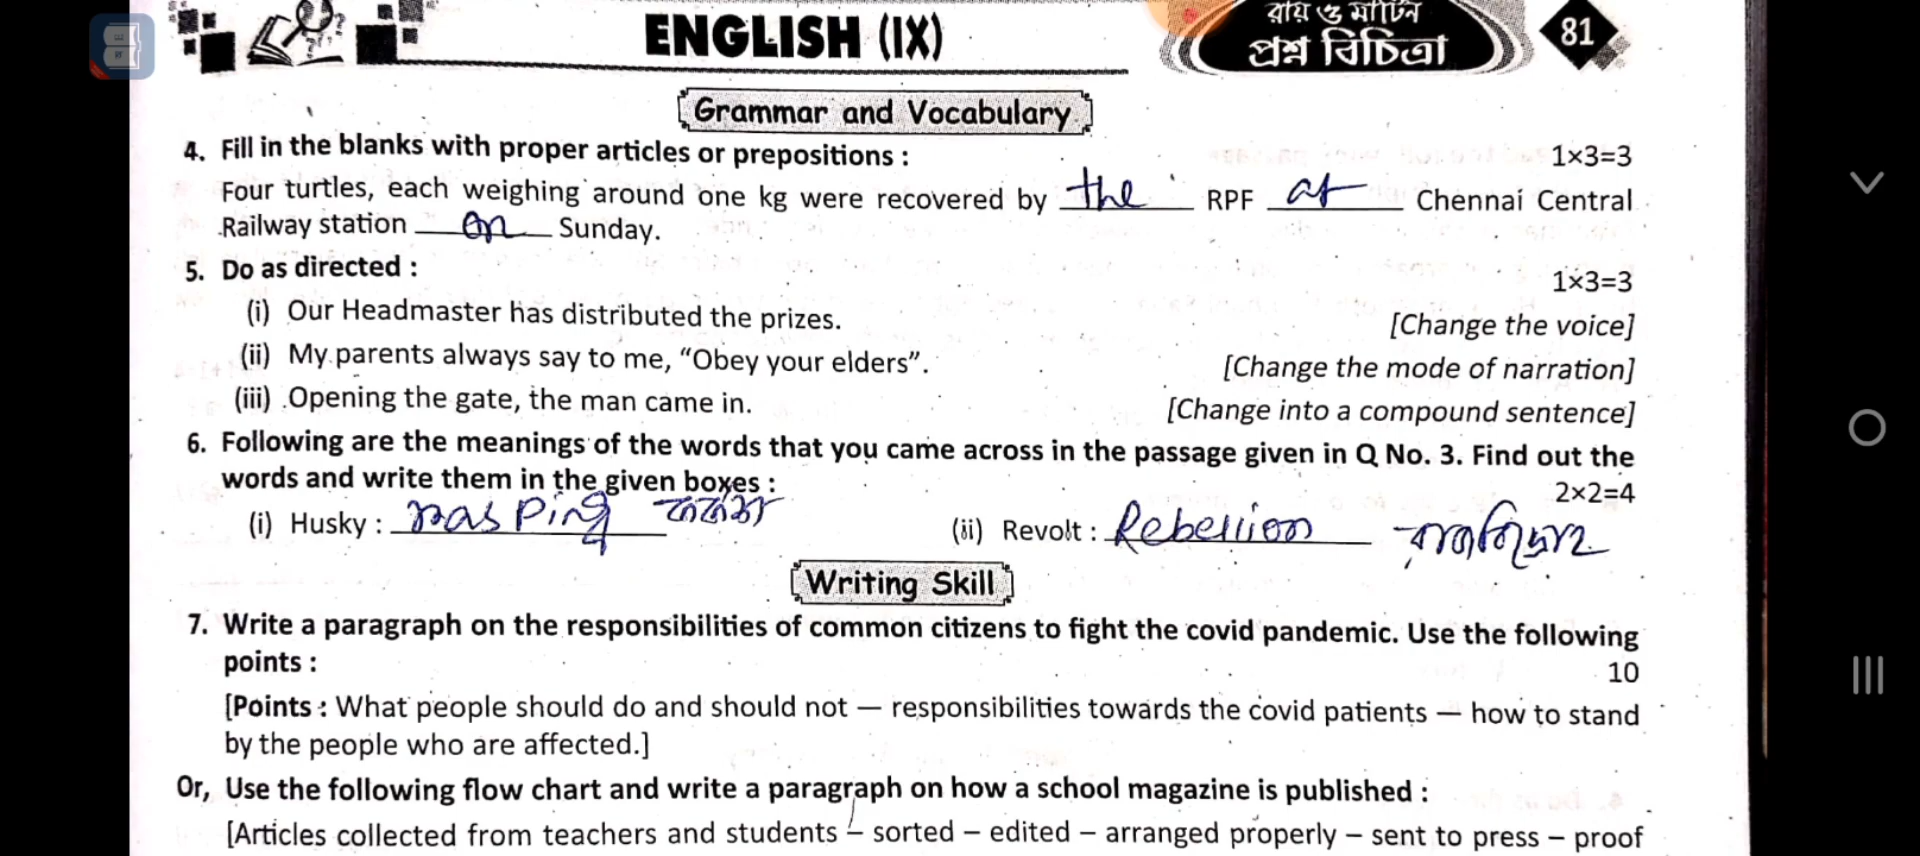 ENGLISH (IX)
রায় ও মার্টিন
প্রশ্ন বিচিত্রা
81
Grammar and Vocabulary
4. Fill in the blanks with proper articles or prepositions : 1×3=3
Four turtles, each weighing around one kg were recovered by the RPF at Chennai Central
Railway station on Sunday.
5. Do as directed : 1×3=3
(i) Our Headmaster has distributed the prizes. [Change the voice]
(ii) My parents always say to me, “Obey your elders”. [Change the mode of narration]
(iii) Opening the gate, the man came in. [Change into a compound sentence]
6. Following are the meanings of the words that you came across in the passage given in Q No. 3. Find out the
words and write them in the given boxes : 2×2=4
(i) Husky : rasping (ii) Revolt : Rebellion
Writing Skill
7. Write a paragraph on the responsibilities of common citizens to fight the covid pandemic. Use the following
points : 10
[Points : What people should do and should not — responsibilities towards the covid patients — how to stand
by the people who are affected.]
Or, Use the following flow chart and write a paragraph on how a school magazine is published :
[Articles collected from teachers and students – sorted – edited – arranged properly – sent to press – proof